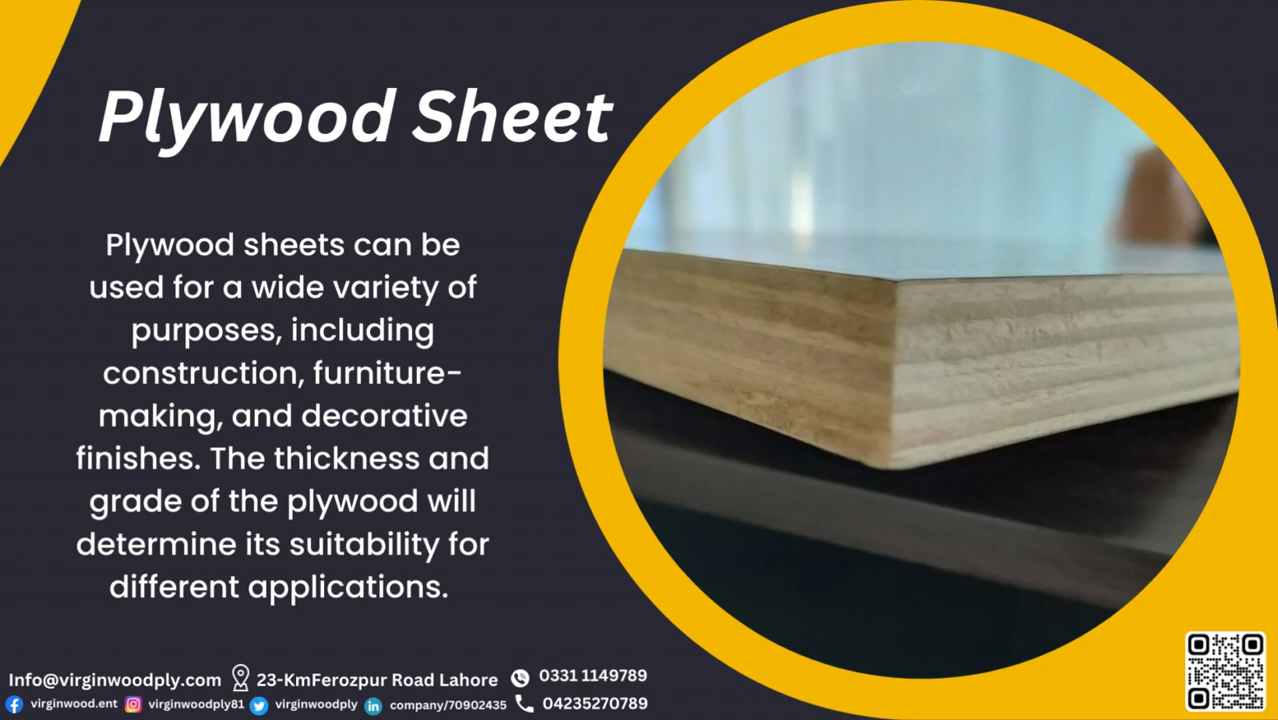 Plywood Sheet
Plywood sheets can be
used for a wide variety of
purposes, including
construction, furniture-
making, and decorative
finishes. The thickness and
grade of the plywood will
determine its suitability for
different applications.
Info@virginwoodply.com 23-KmFerozpur Road Lahore 0331 1149789
virginwood.ent virginwoodply81 virginwoodply company/70902435 04235270789